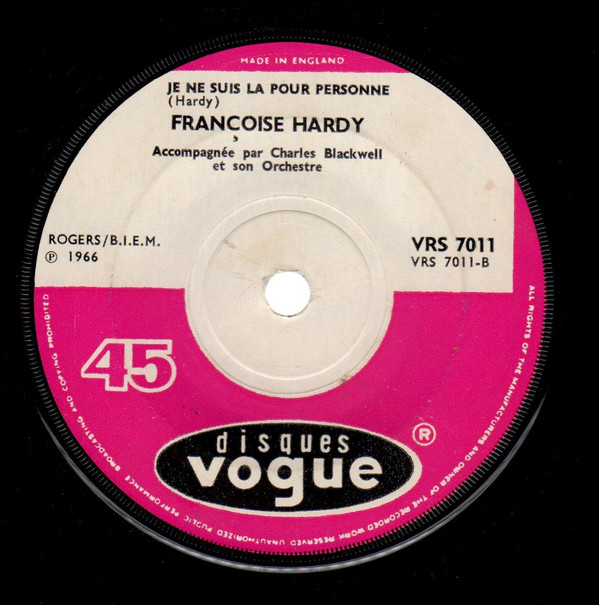 MADE IN ENGLAND
JE NE SUIS LA POUR PERSONNE
(Hardy)
FRANÇOISE HARDY
Accompagnée par Charles Blackwell
et son Orchestre
ROGERS/B.I.E.M.
℗ 1966
VRS 7011
VRS 7011-B
45
disques
vogue
®
ALL RIGHTS OF THE MANUFACTURERS AND OWNER OF THE RECORDED WORK RESERVED UNAUTHORIZED PUBLIC PERFORMANCE BROADCASTING AND COPYING PROHIBITED